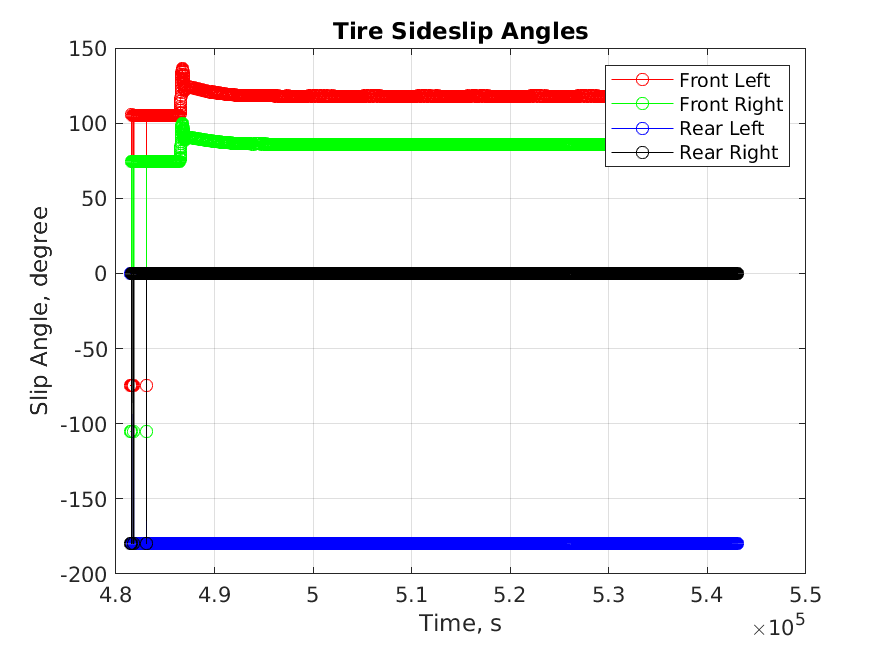 Tire Sideslip Angles
Slip Angle, degree
150
100
50
0
-50
-100
-150
-200
Front Left
Front Right
Rear Left
Rear Right
4.8 4.9 5 5.1 5.2 5.3 5.4 5.5
Time, s
×10⁵